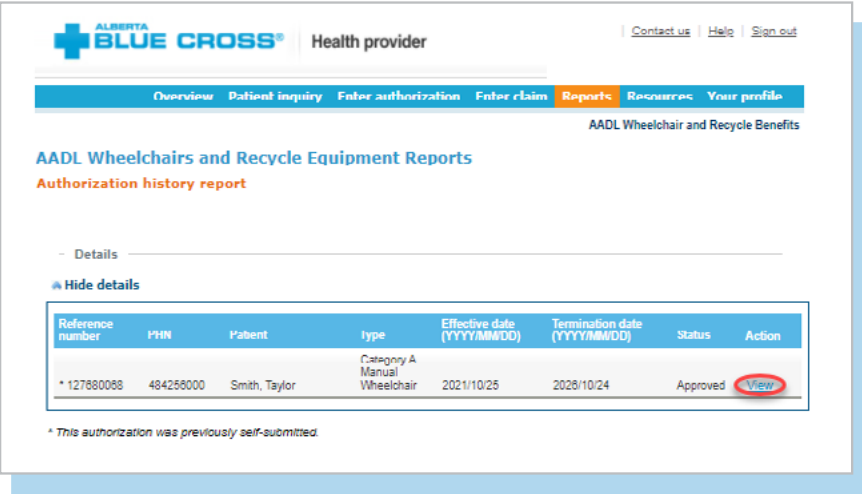 ALBERTA
BLUE CROSS® Health provider
Contact us | Help | Sign out
Overview Patient inquiry Enter authorization Enter claim Reports Resources Your profile
AADL Wheelchair and Recycle Benefits
AADL Wheelchairs and Recycle Equipment Reports
Authorization history report
Details
Hide details
Reference number PHN Patient Type Effective date (YYYY/MM/DD) Termination date (YYYY/MM/DD) Status Action
* 127680068 484256000 Smith, Taylor Category A Manual Wheelchair 2021/10/25 2026/10/24 Approved View
* This authorization was previously self-submitted.